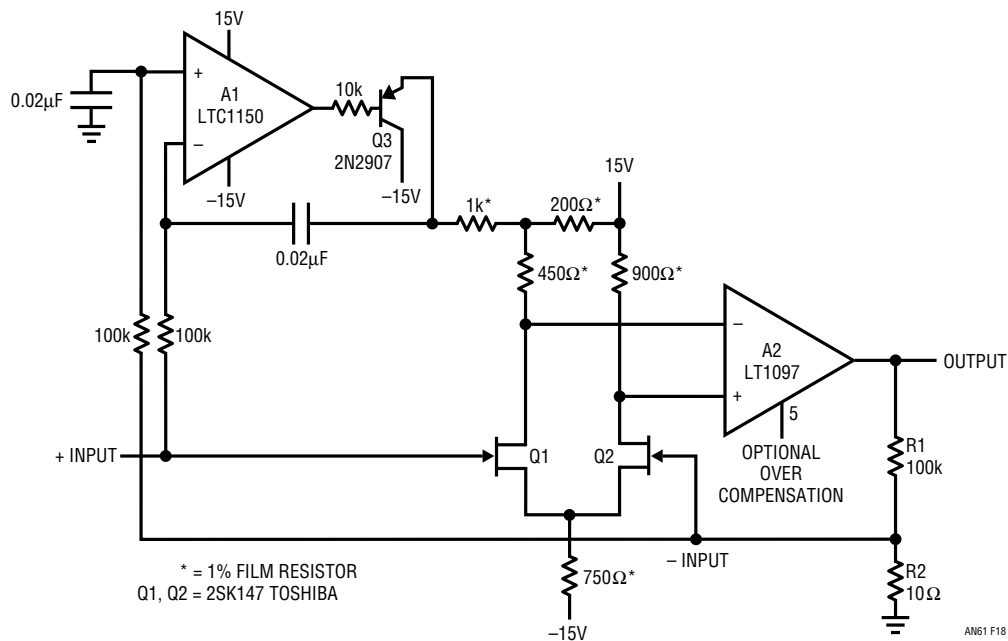 15V
+
A1
LTC1150
–
–15V
0.02µF
10k
Q3
2N2907
–15V
0.02µF
1k*
200Ω*
15V
450Ω*
900Ω*
100k
100k
–
A2
LT1097
+
5
OPTIONAL
OVER
COMPENSATION
OUTPUT
R1
100k
+ INPUT
Q1
Q2
– INPUT
750Ω*
–15V
R2
10Ω
* = 1% FILM RESISTOR
Q1, Q2 = 2SK147 TOSHIBA
AN61 F18